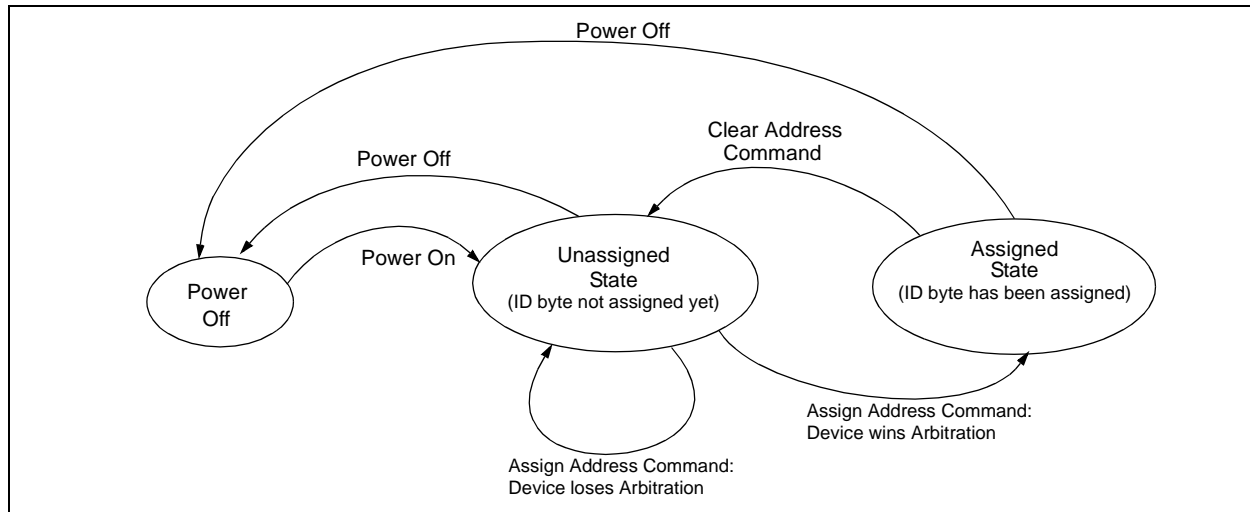 Power Off
Clear Address
Command
Power Off
Power On
Power
Off
Unassigned
State
(ID byte not assigned yet)
Assigned
State
(ID byte has been assigned)
Assign Address Command:
Device wins Arbitration
Assign Address Command:
Device loses Arbitration